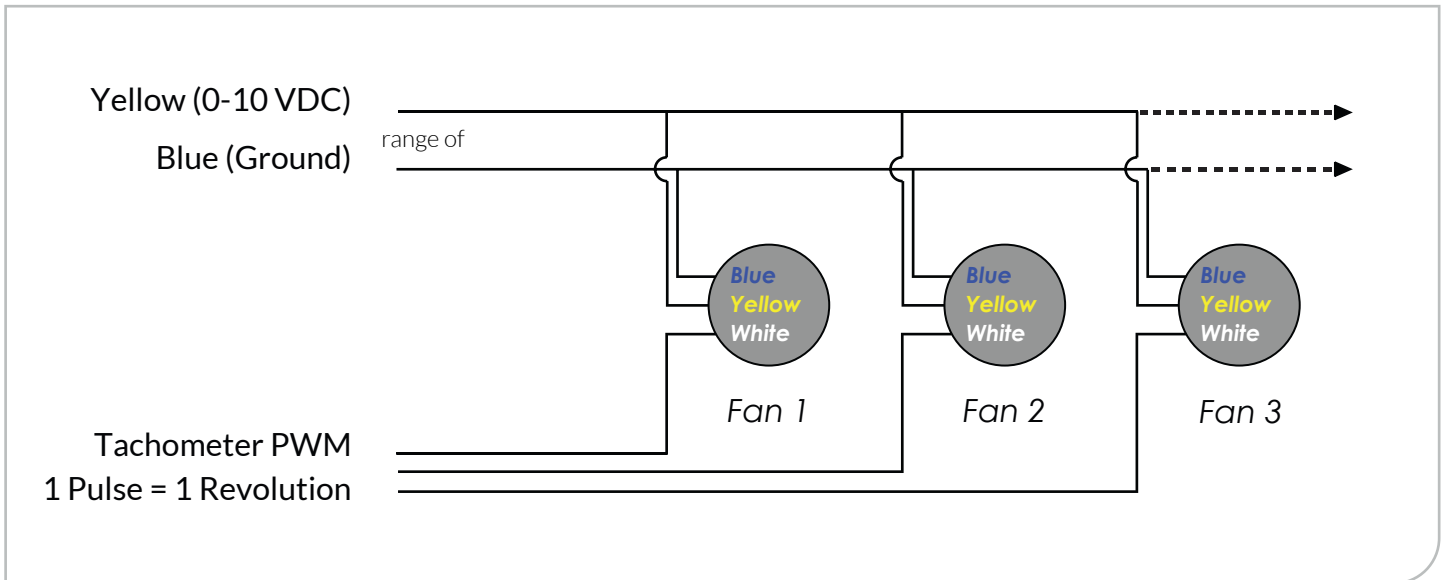 Yellow (0-10 VDC)
range of
Blue (Ground)
Blue
Yellow
White
Fan 1
Blue
Yellow
White
Fan 2
Blue
Yellow
White
Fan 3
Tachometer PWM
1 Pulse = 1 Revolution